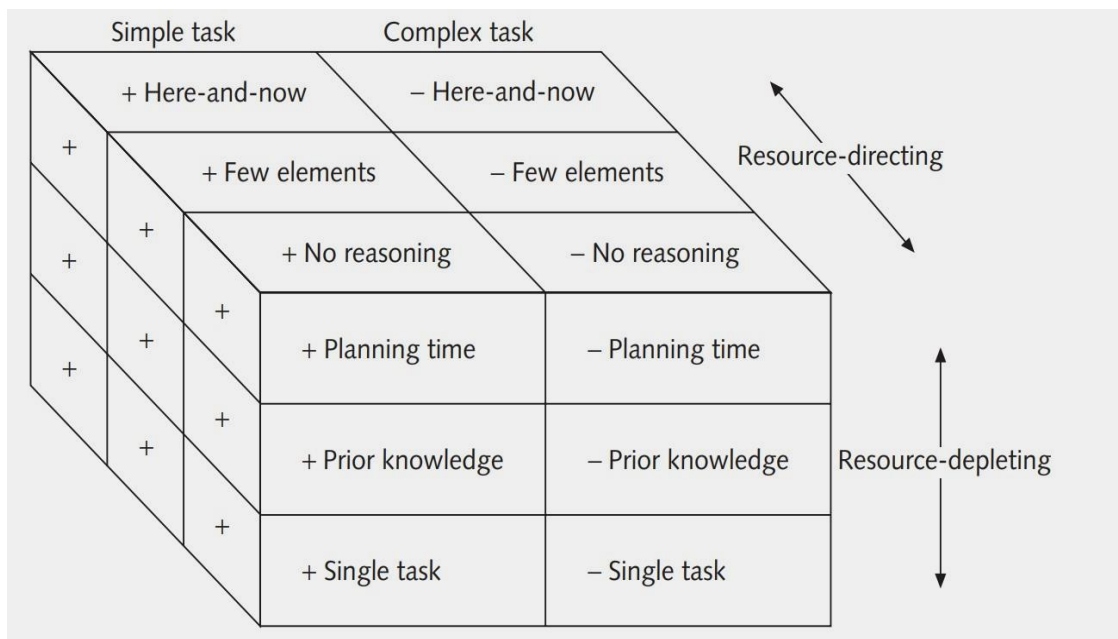 Simple task
Complex task
+ Here-and-now
– Here-and-now
+ Few elements
– Few elements
+ No reasoning
– No reasoning
Resource-directing
+
+
+
+
+
+
+
+
+
+ Planning time
– Planning time
+ Prior knowledge
– Prior knowledge
Resource-depleting
+ Single task
– Single task